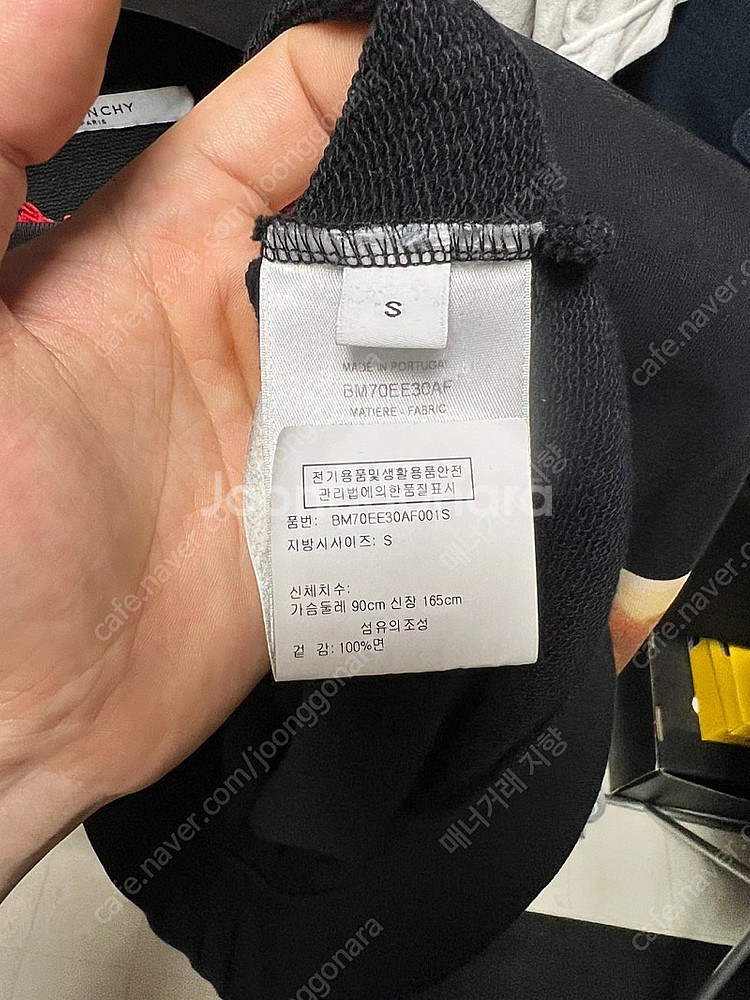 NCHY
PARIS
S
MADE IN PORTUGAL
BM70EE30AF
MATIERE - FABRIC
전기용품및생활용품안전
관리법에의한품질표시
품번: BM70EE30AF001S
지방시사이즈: S
신체치수:
가슴둘레 90cm 신장 165cm
섬유의조성
겉 감: 100%면
Joonggonara
매너거래 지향
cafe.naver.com/joonggonara